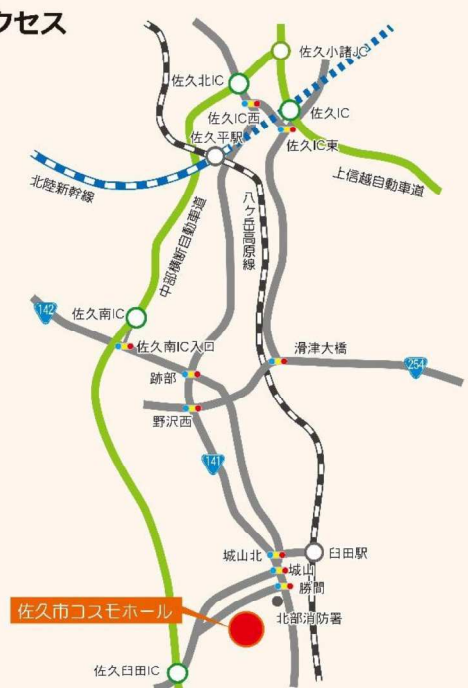 クセス
佐久小諸JC
佐久北IC
佐久IC西
佐久IC
佐久平駅
佐久IC東
北陸新幹線
上信越自動車道
八ヶ岳高原線
中部横断自動車道
142
佐久南IC
佐久南IC入口
滑津大橋
254
跡部
野沢西
141
城山北
臼田駅
城山
勝間
北部消防署
佐久市コスモホール
佐久臼田IC